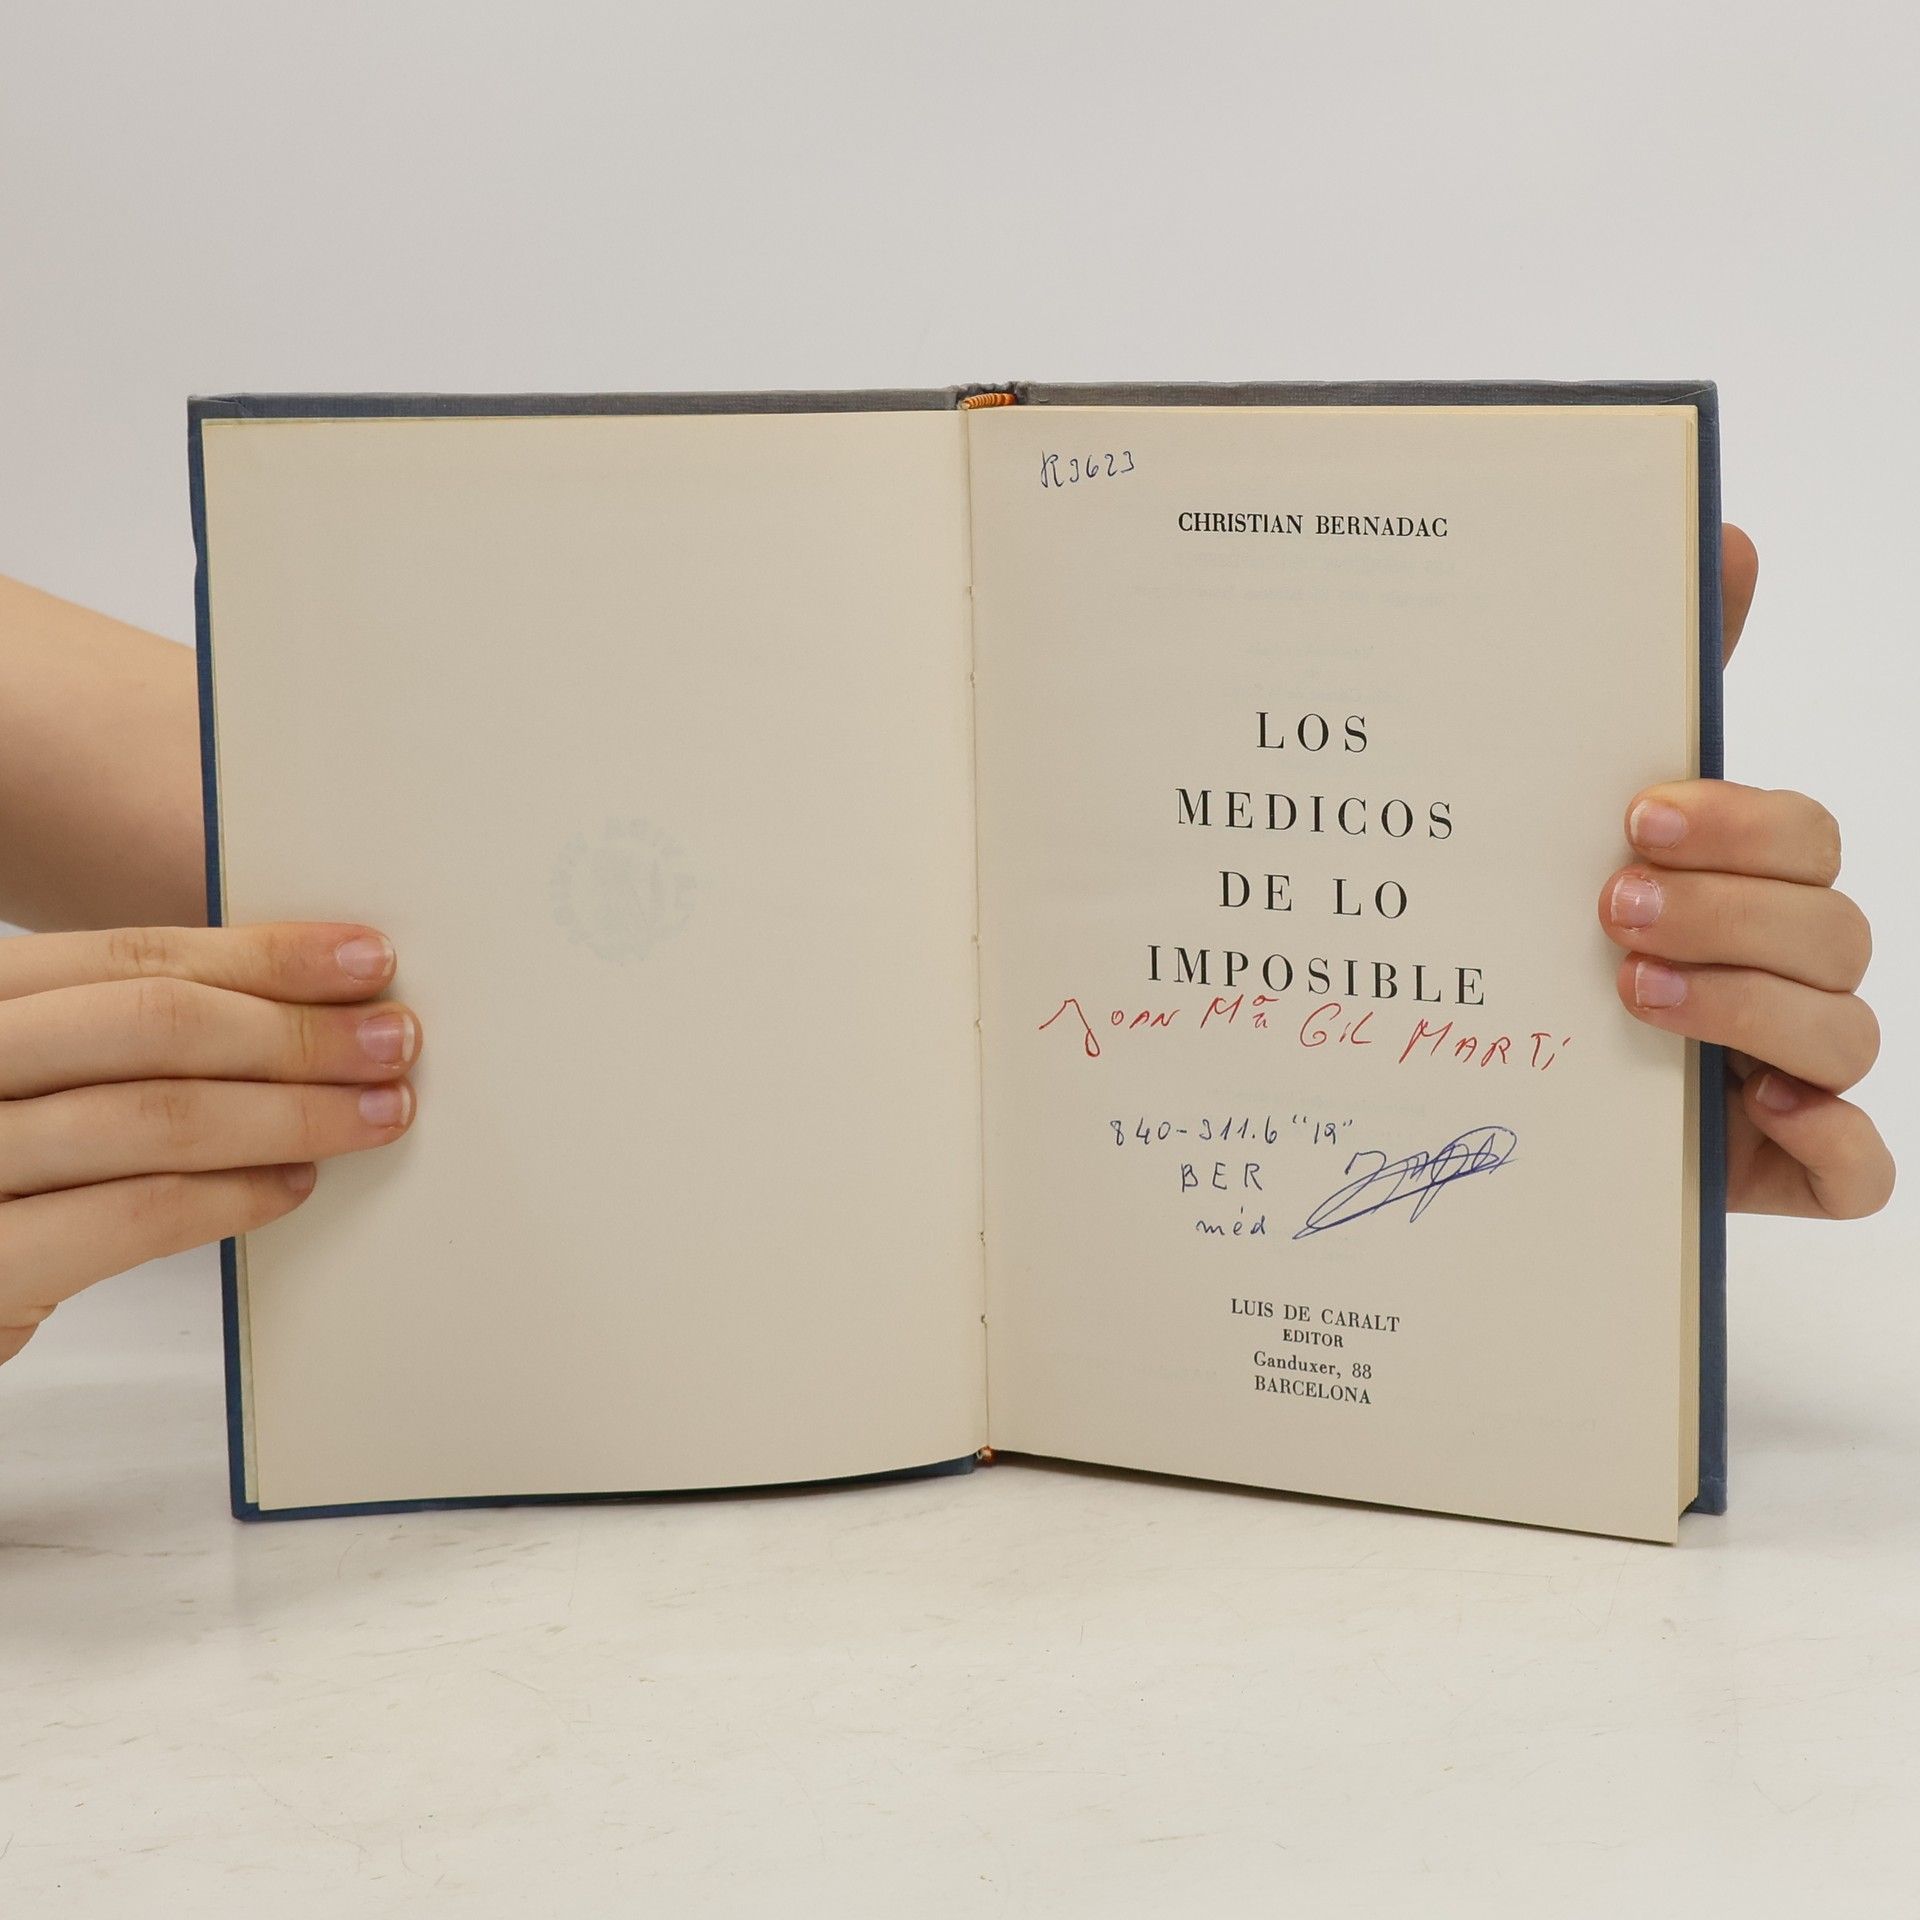 R3623
CHRISTIAN BERNADAC
LOS
MEDICOS
DE LO
IMPOSIBLE
JOAN Mª GIL MARTÍ
840-311.6 "19"
BER
méd
LUIS DE CARALT
EDITOR
Ganduxer, 88
BARCELONA